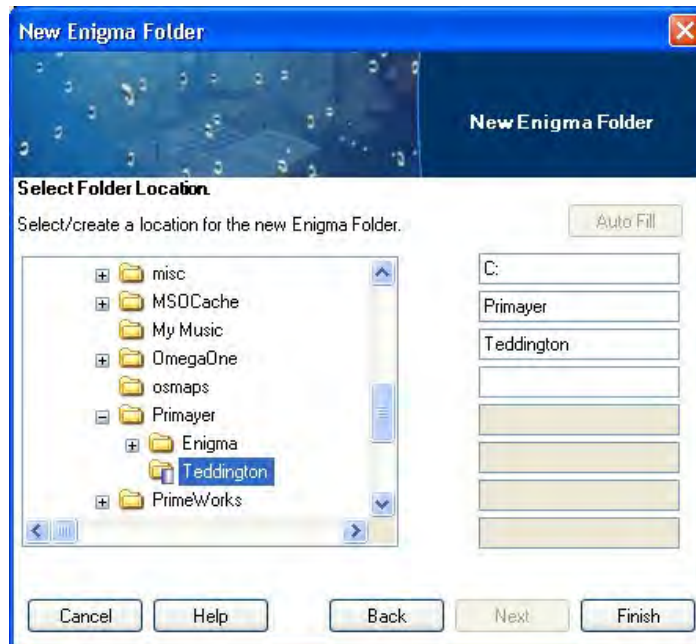 New Enigma Folder
New Enigma Folder
Select Folder Location.
Select/create a location for the new Enigma Folder.
Auto Fill
misc
MSOCache
My Music
OmegaOne
osmaps
Primayer
Enigma
Teddington
PrimeWorks
C:
Primayer
Teddington
Cancel
Help
Back
Next
Finish